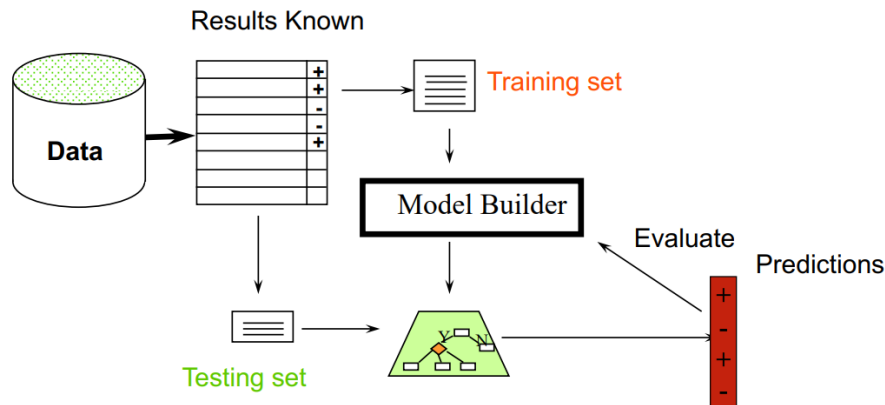 Results Known
+
+
-
-
+
Training set
Data
Model Builder
Evaluate
Predictions
Y
N
+
-
+
-
Testing set